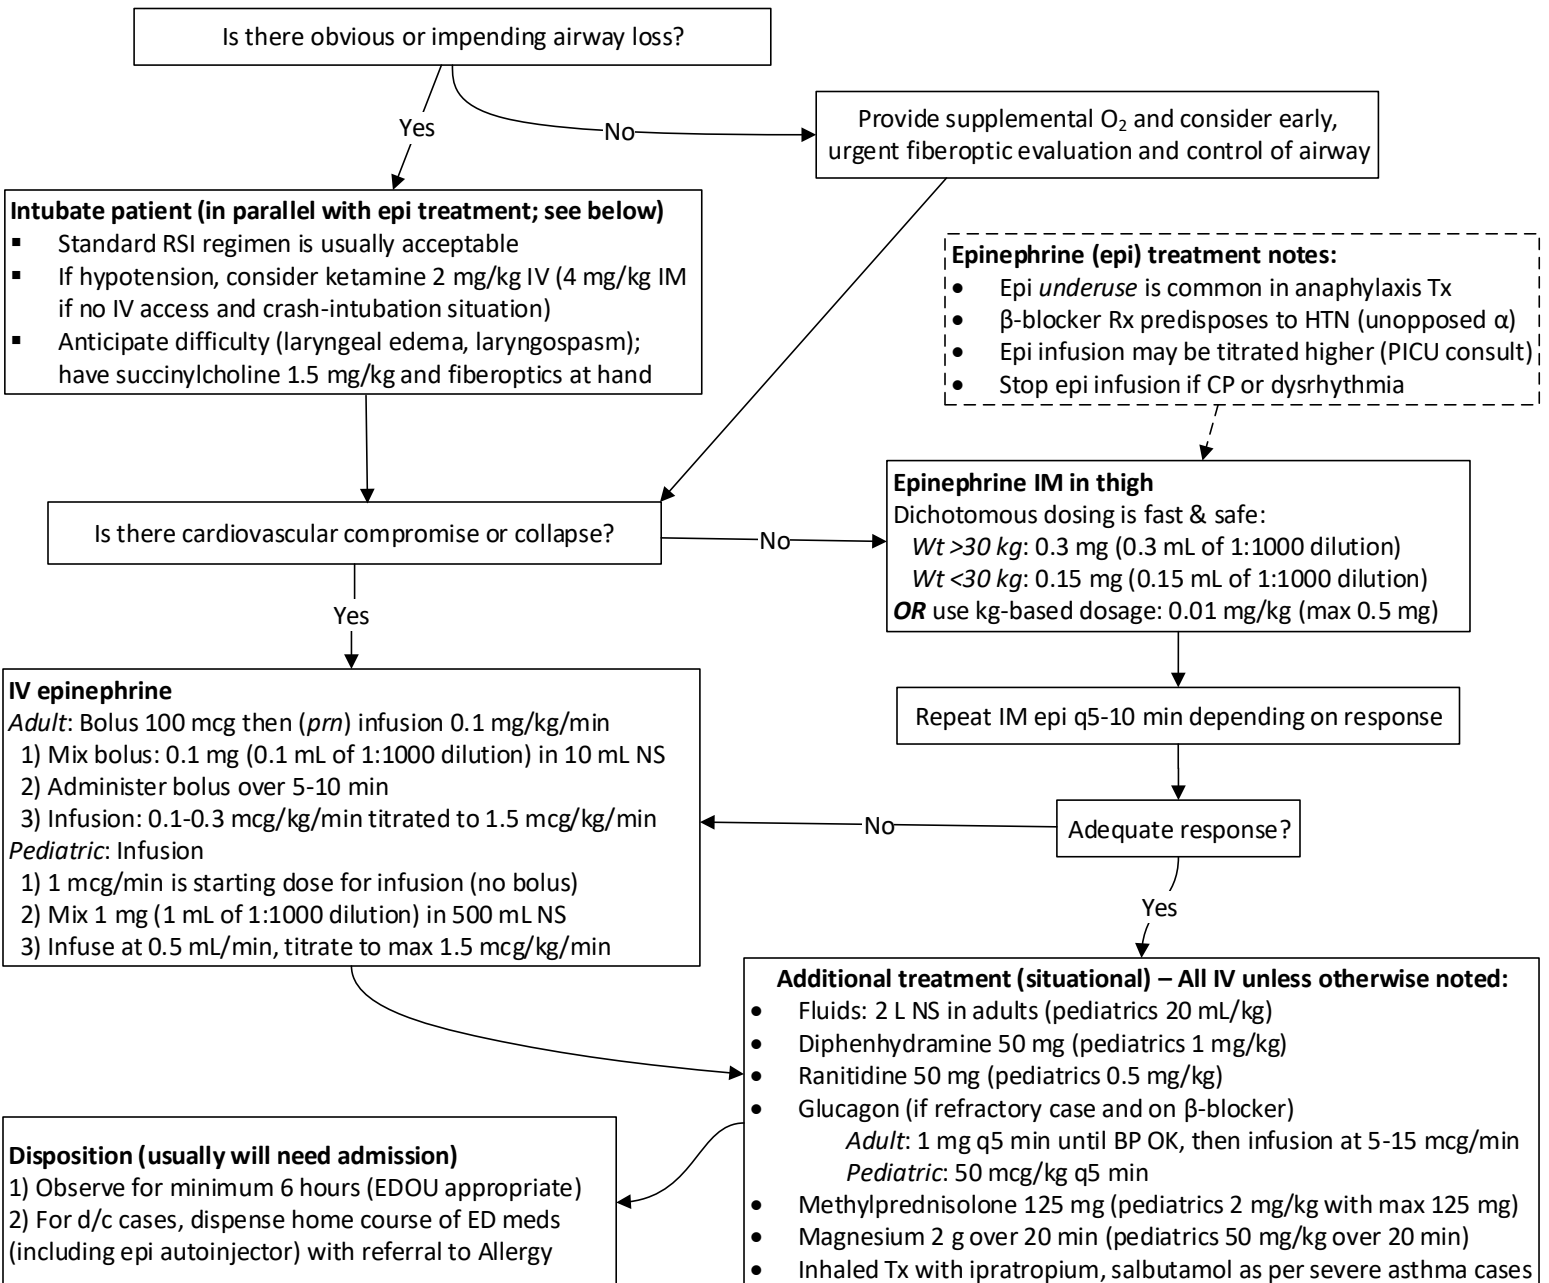 Is there obvious or impending airway loss?
Yes
No
Provide supplemental O₂ and consider early,
urgent fiberoptic evaluation and control of airway
Intubate patient (in parallel with epi treatment; see below)
▪ Standard RSI regimen is usually acceptable
▪ If hypotension, consider ketamine 2 mg/kg IV (4 mg/kg IM
if no IV access and crash-intubation situation)
▪ Anticipate difficulty (laryngeal edema, laryngospasm);
have succinylcholine 1.5 mg/kg and fiberoptics at hand
Epinephrine (epi) treatment notes:
• Epi underuse is common in anaphylaxis Tx
• β-blocker Rx predisposes to HTN (unopposed α)
• Epi infusion may be titrated higher (PICU consult)
• Stop epi infusion if CP or dysrhythmia
Is there cardiovascular compromise or collapse?
No
Yes
Epinephrine IM in thigh
Dichotomous dosing is fast & safe:
Wt >30 kg: 0.3 mg (0.3 mL of 1:1000 dilution)
Wt <30 kg: 0.15 mg (0.15 mL of 1:1000 dilution)
OR use kg-based dosage: 0.01 mg/kg (max 0.5 mg)
Repeat IM epi q5-10 min depending on response
Adequate response?
No
Yes
IV epinephrine
Adult: Bolus 100 mcg then (prn) infusion 0.1 mg/kg/min
1) Mix bolus: 0.1 mg (0.1 mL of 1:1000 dilution) in 10 mL NS
2) Administer bolus over 5-10 min
3) Infusion: 0.1-0.3 mcg/kg/min titrated to 1.5 mcg/kg/min
Pediatric: Infusion
1) 1 mcg/min is starting dose for infusion (no bolus)
2) Mix 1 mg (1 mL of 1:1000 dilution) in 500 mL NS
3) Infuse at 0.5 mL/min, titrate to max 1.5 mcg/kg/min
Additional treatment (situational) – All IV unless otherwise noted:
• Fluids: 2 L NS in adults (pediatrics 20 mL/kg)
• Diphenhydramine 50 mg (pediatrics 1 mg/kg)
• Ranitidine 50 mg (pediatrics 0.5 mg/kg)
• Glucagon (if refractory case and on β-blocker)
Adult: 1 mg q5 min until BP OK, then infusion at 5-15 mcg/min
Pediatric: 50 mcg/kg q5 min
• Methylprednisolone 125 mg (pediatrics 2 mg/kg with max 125 mg)
• Magnesium 2 g over 20 min (pediatrics 50 mg/kg over 20 min)
• Inhaled Tx with ipratropium, salbutamol as per severe asthma cases
Disposition (usually will need admission)
1) Observe for minimum 6 hours (EDOU appropriate)
2) For d/c cases, dispense home course of ED meds
(including epi autoinjector) with referral to Allergy